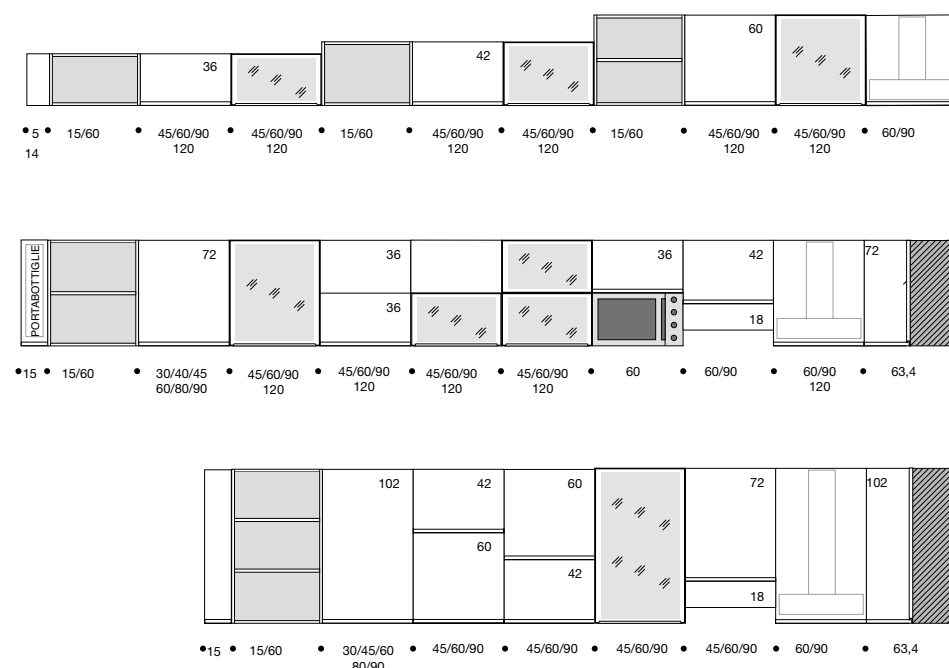 36 42 60
• 5 • 15/60 • 45/60/90 • 45/60/90 • 15/60 • 45/60/90 • 45/60/90 • 15/60 • 45/60/90 • 45/60/90 • 60/90
14 120 120 120 120 120 120
PORTABOTTIGLIE
72 36 36 42 72
36 18
•15 • 15/60 • 30/40/45 • 45/60/90 • 45/60/90 • 45/60/90 • 45/60/90 • 60 • 60/90 • 60/90 • 63,4
60/80/90 120 120 120 120 120
102 42 60 72 102
60
42
18
•15 • 15/60 • 30/45/60 • 45/60/90 • 45/60/90 • 45/60/90 • 45/60/90 • 60/90 • 63,4
80/90